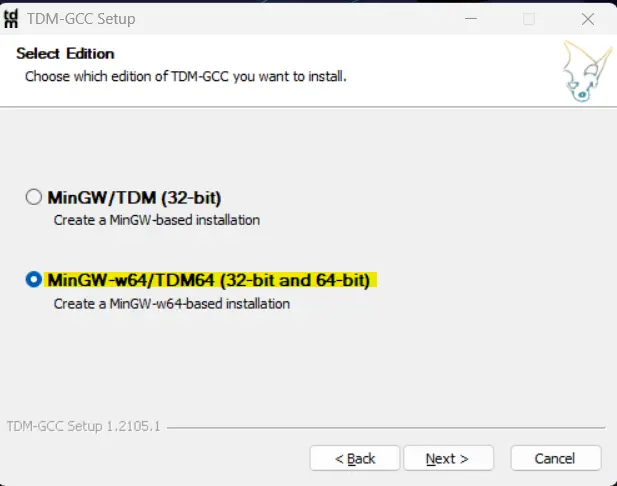 tdm TDM-GCC Setup
Select Edition
Choose which edition of TDM-GCC you want to install.
MinGW/TDM (32-bit)
Create a MinGW-based installation
MinGW-w64/TDM64 (32-bit and 64-bit)
Create a MinGW-w64-based installation
TDM-GCC Setup 1.2105.1
< Back Next > Cancel